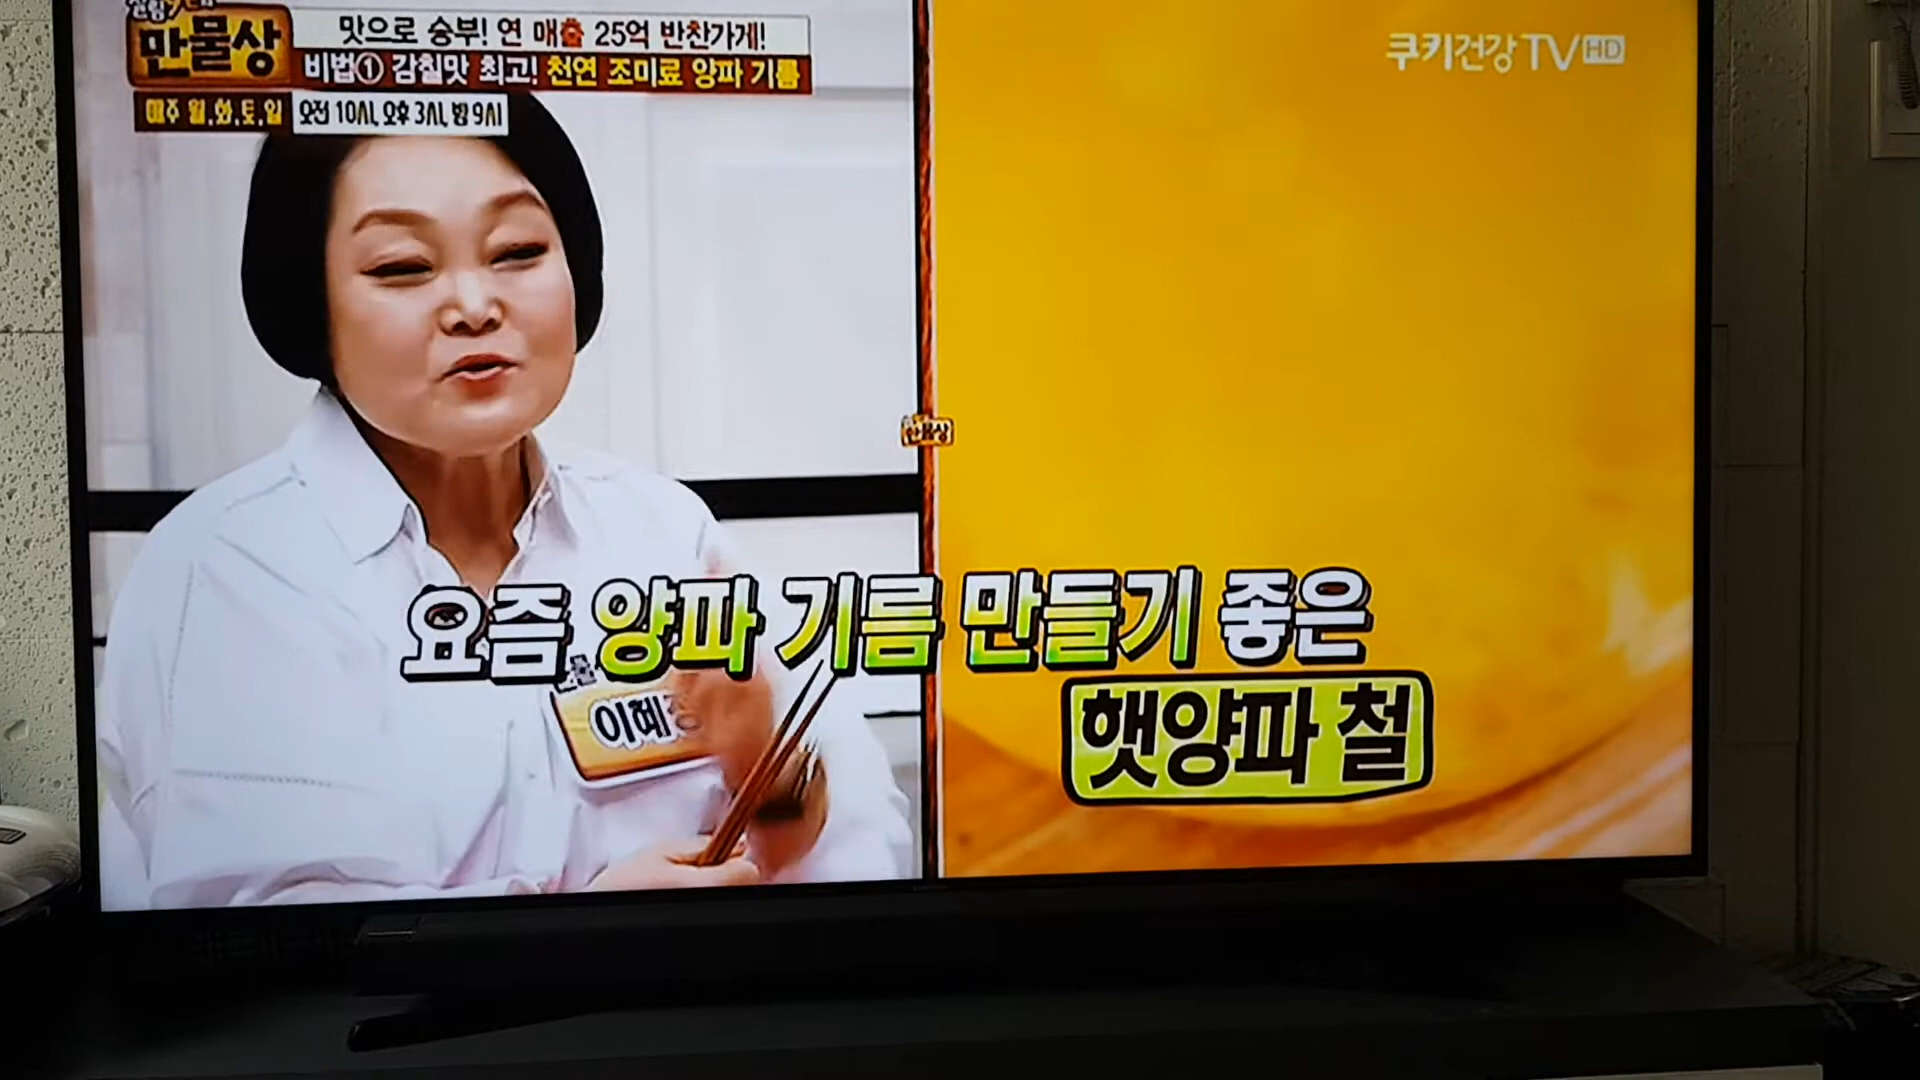 만물상
맛으로 승부! 연 매출 25억 반찬가게!
비법① 감칠맛 최고! 천연 조미료 양파 기름
매주 월,화,토,일 오전 10시, 오후 3시, 밤 9시
쿠키건강TV HD
만물상
요즘 양파 기름 만들기 좋은
햇양파 철
이혜